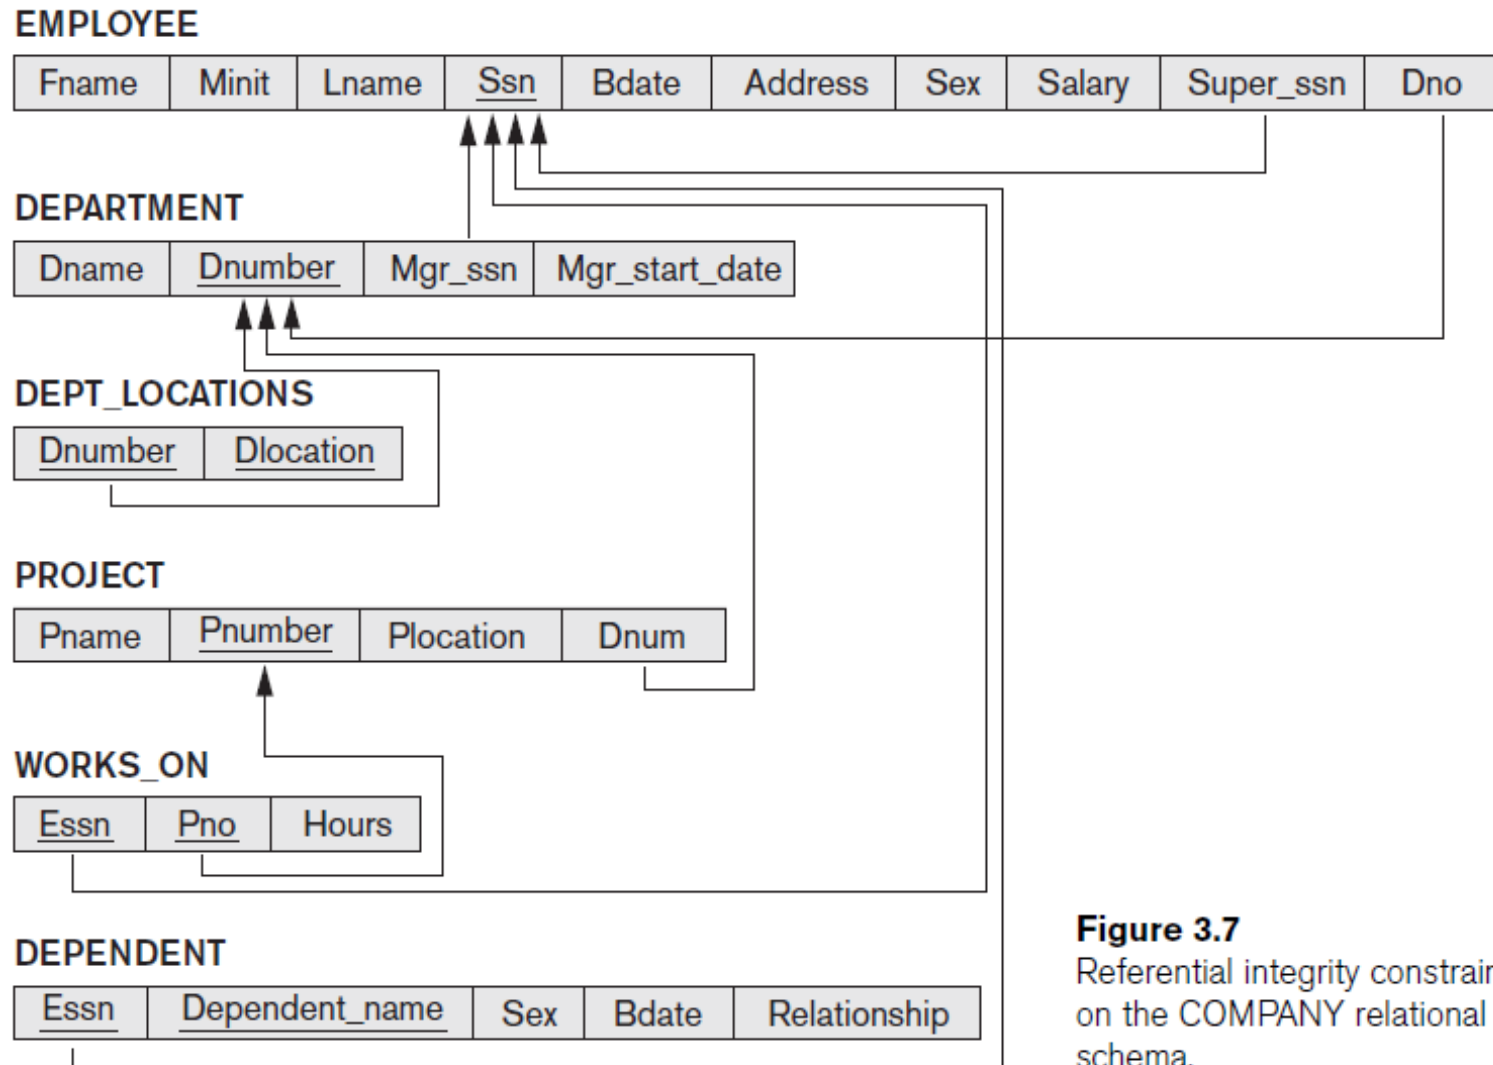 EMPLOYEE
Fname Minit Lname Ssn Bdate Address Sex Salary Super_ssn Dno
DEPARTMENT
Dname Dnumber Mgr_ssn Mgr_start_date
DEPT_LOCATIONS
Dnumber Dlocation
PROJECT
Pname Pnumber Plocation Dnum
WORKS_ON
Essn Pno Hours
DEPENDENT
Essn Dependent_name Sex Bdate Relationship
Figure 3.7
Referential integrity
on the COMPANY relational
schema.